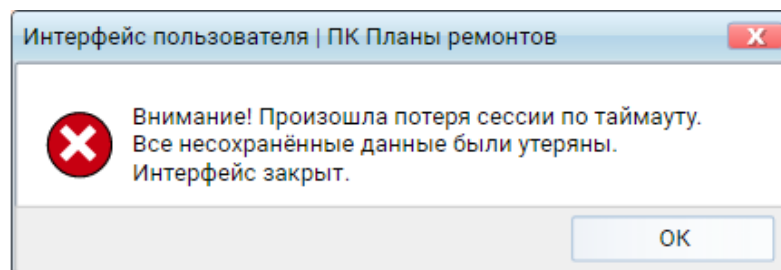 Интерфейс пользователя | ПК Планы ремонтов
Внимание! Произошла потеря сессии по таймауту.
Все несохранённые данные были утеряны.
Интерфейс закрыт.
OK